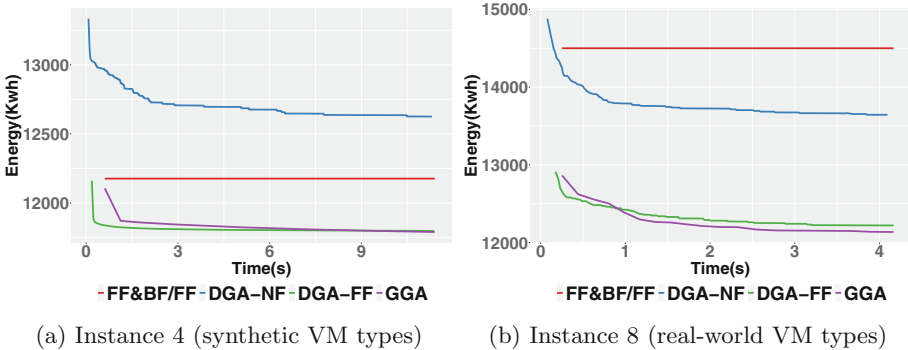 13000
12500
12000
Energy(Kwh)
0 3 6 9
Time(s)
FF&BF/FF DGA−NF DGA−FF GGA
(a) Instance 4 (synthetic VM types)
15000
14000
13000
12000
Energy(Kwh)
0 1 2 3 4
Time(s)
FF&BF/FF DGA−NF DGA−FF GGA
(b) Instance 8 (real-world VM types)